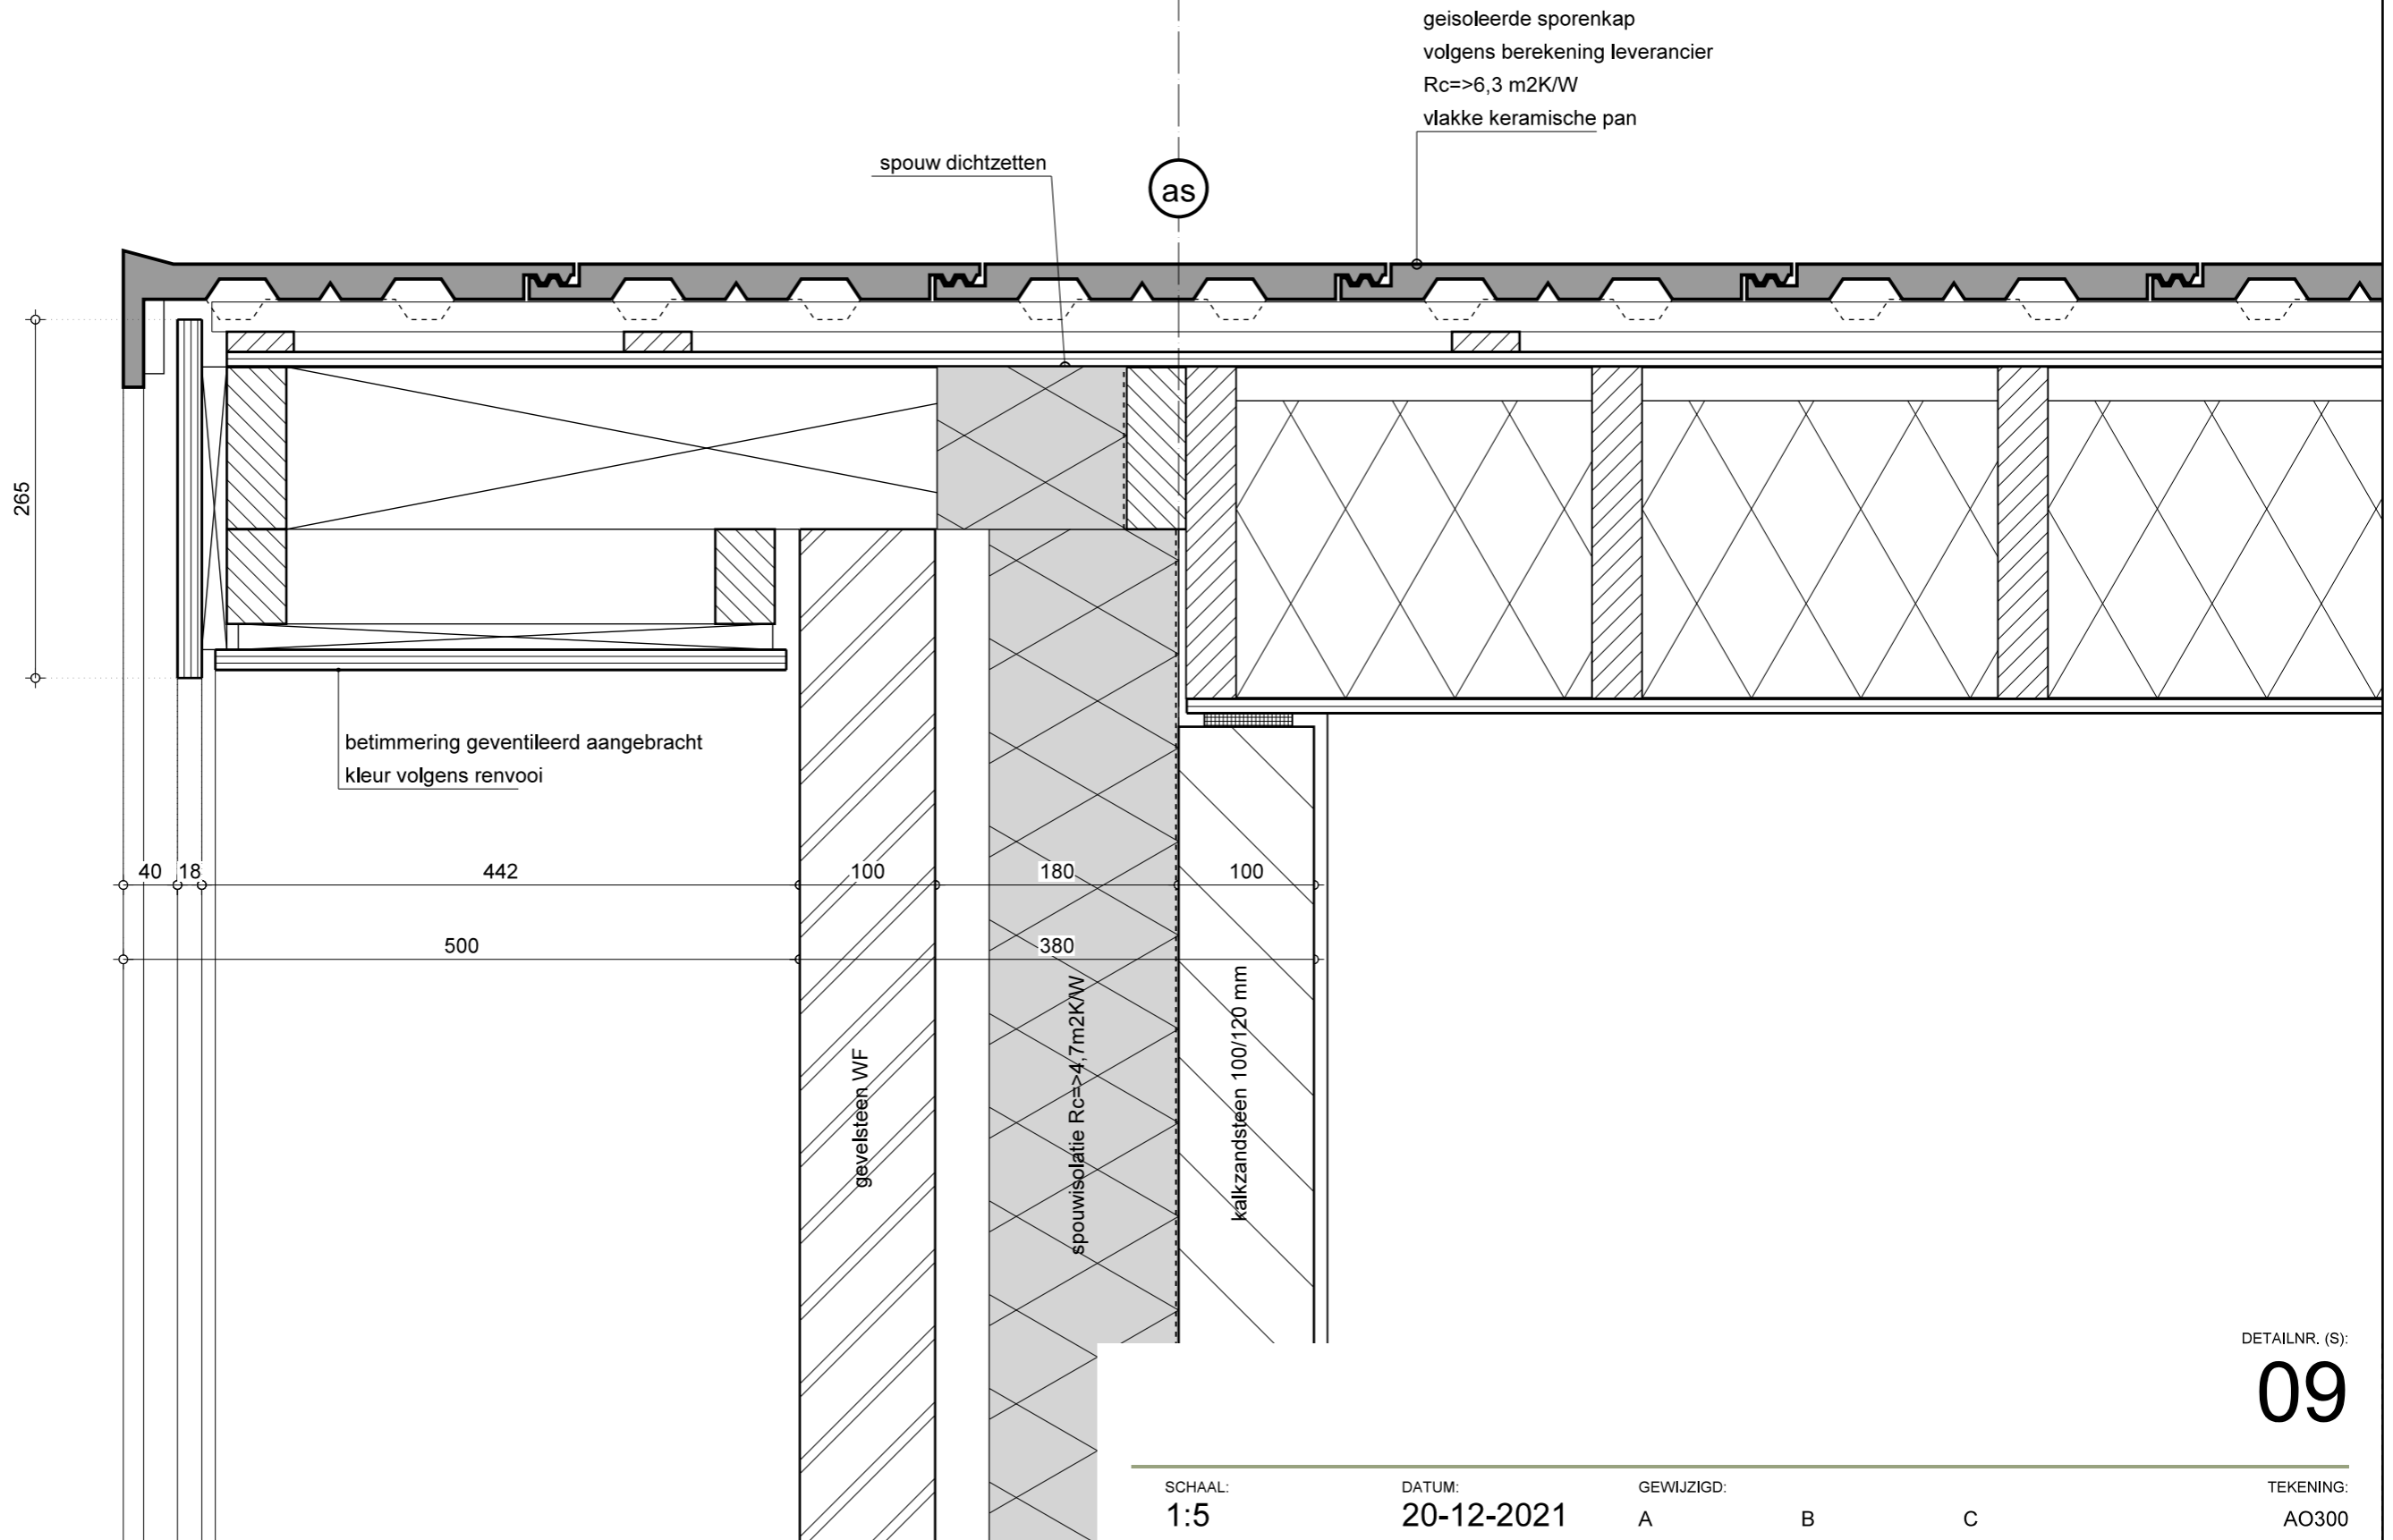 geisoleerde sporenkap
volgens berekening leverancier
Rc=>6,3 m2K/W
vlakke keramische pan
spouw dichtzetten
as
265
betimmering geventileerd aangebracht
kleur volgens renvooi
40 18 442 100 180 100
500 380
gevelsteen WF
spouwisolatie Rc=>4,7m2K/W
kalkzandsteen 100/120 mm
DETAILNR. (S):
09
SCHAAL: DATUM: GEWIJZIGD: TEKENING:
1:5 20-12-2021 A B C AO300